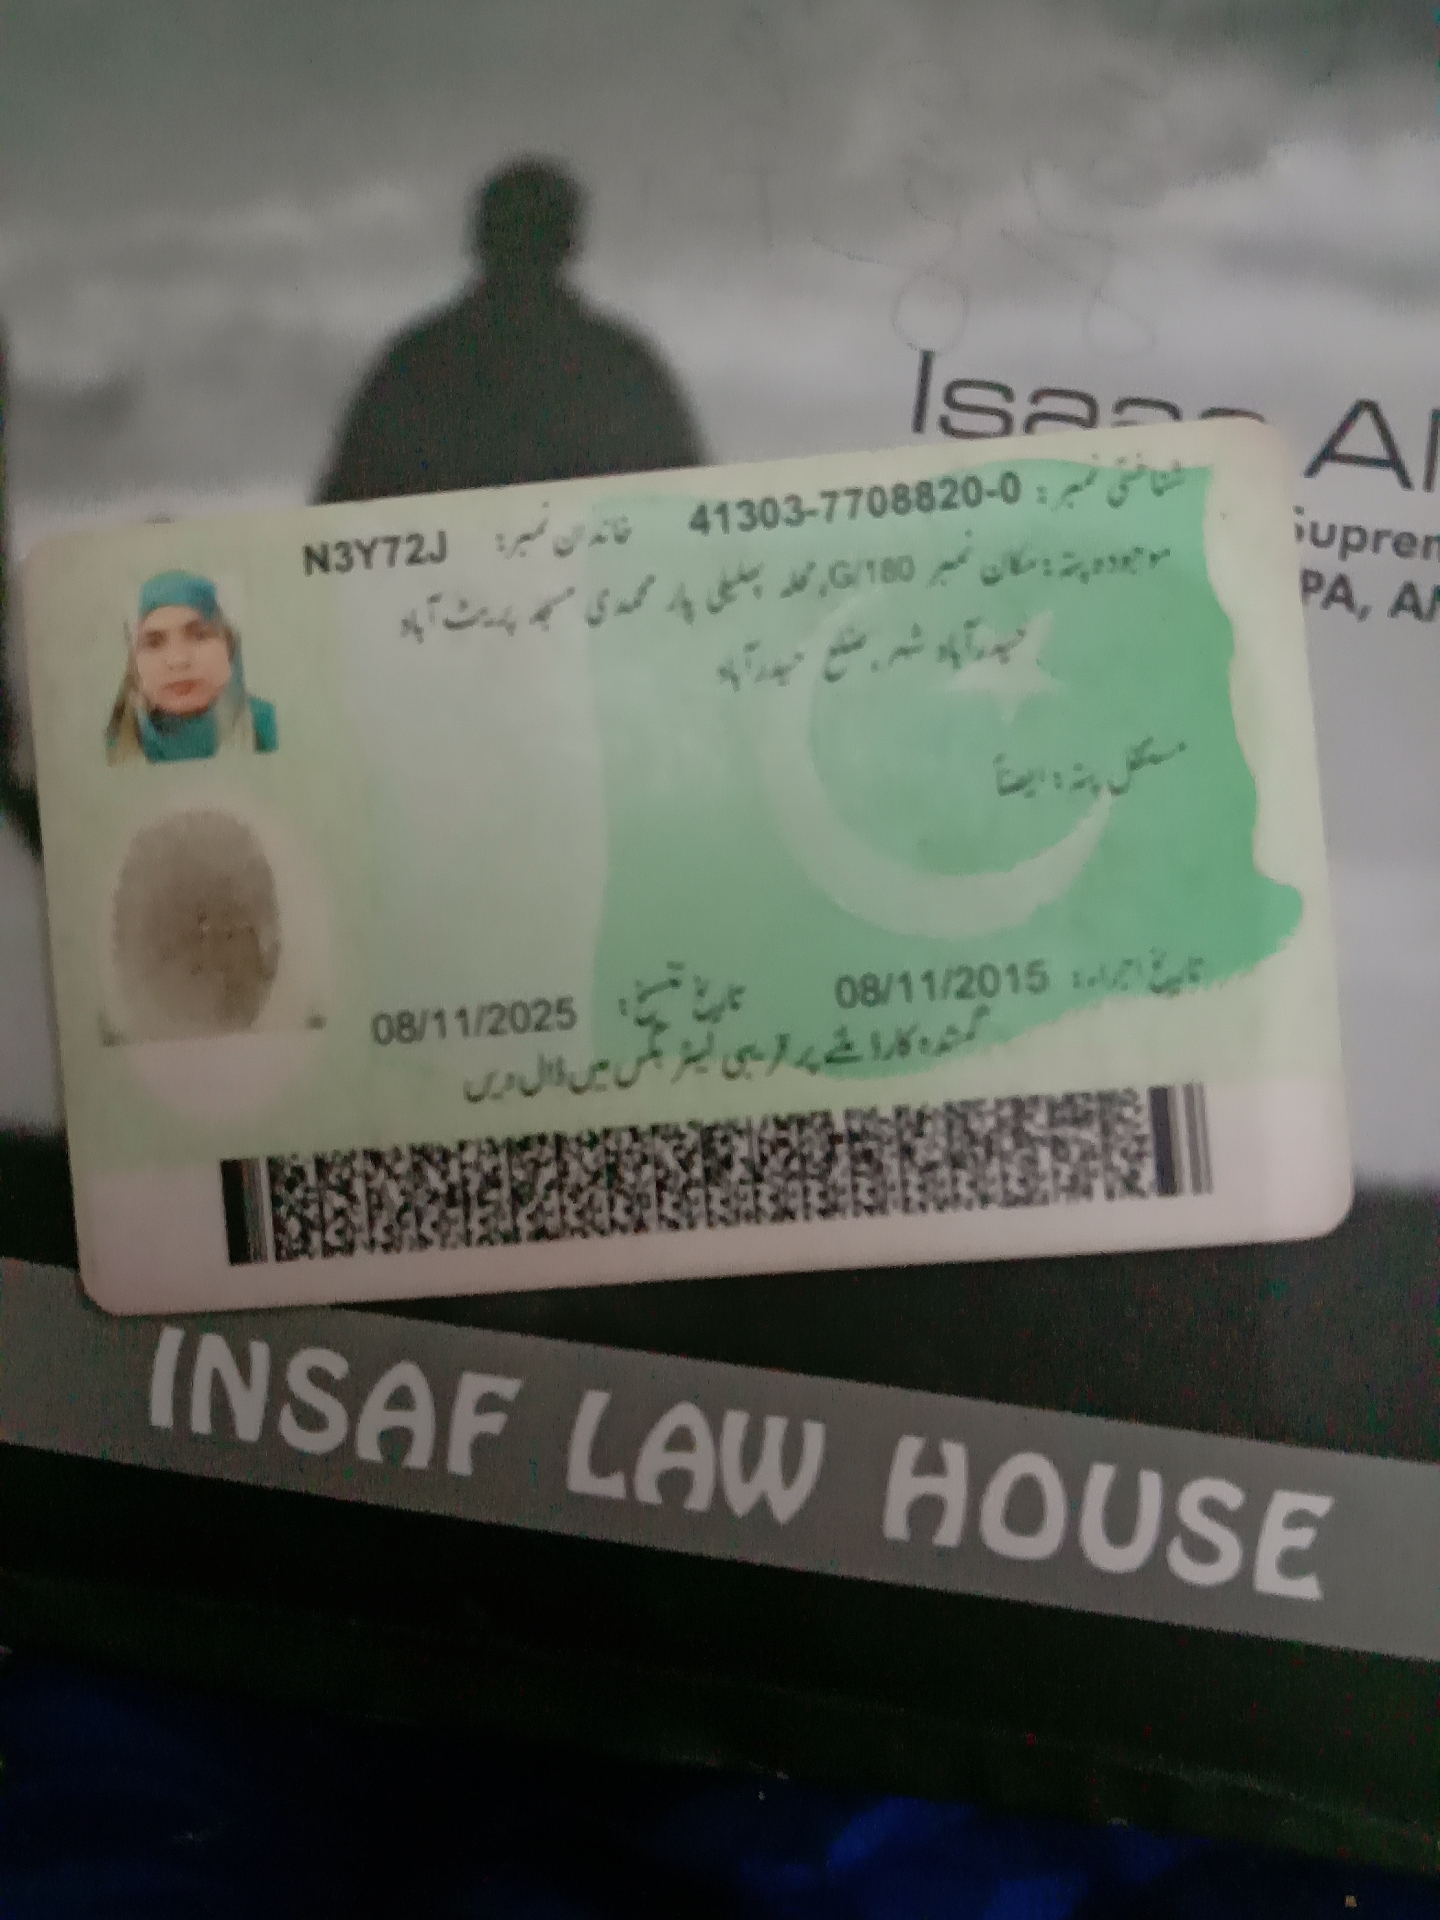 Isaac Al
Suprem
PA, Al
شناختی نمبر: 41303-7708820-0 خاندان نمبر: N3Y72J
موجودہ پتہ: مکان نمبر G/180، محلہ پھلیلی پار محمدی مسجد پریٹ آباد
حیدرآباد شہر، ضلع حیدرآباد
مستقل پتہ: ایضاً
تاریخ اجراء: 08/11/2015 تاریخ تنسیخ: 08/11/2025
گمشدہ کارڈ ملنے پر قریبی لیٹر بکس میں ڈال دیں
INSAF LAW HOUSE